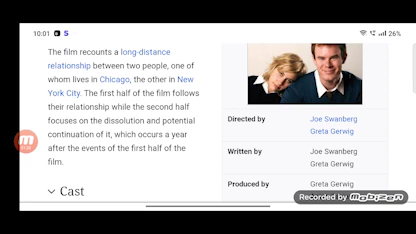 10:01 S 26%
The film recounts a long-distance
relationship between two people, one of
whom lives in Chicago, the other in New
York City. The first half of the film follows
their relationship while the second half
focuses on the dissolution and potential
continuation of it, which occurs a year
after the events of the first half of the
film.
Cast
Directed by Joe Swanberg
Greta Gerwig
Written by Joe Swanberg
Greta Gerwig
Produced by Greta Gerwig
Recorded by Mobizen